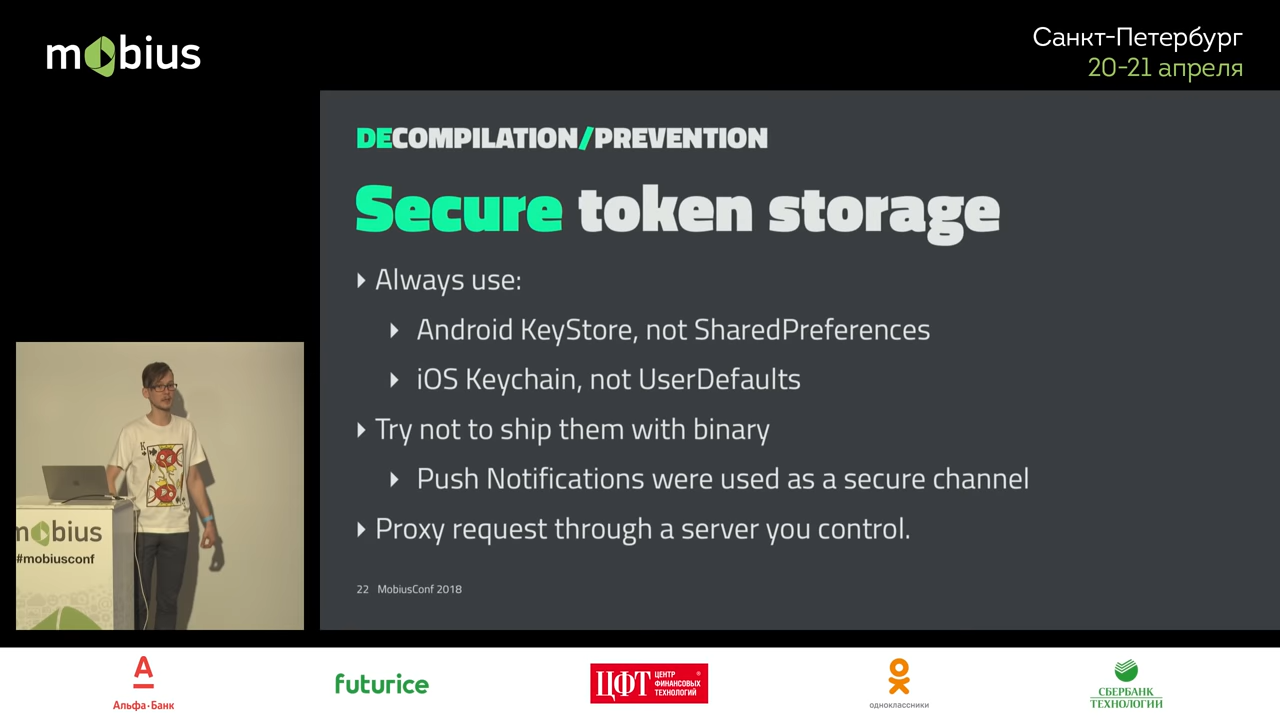 mobius
Санкт-Петербург
20-21 апреля
DECOMPILATION/PREVENTION
Secure token storage
Always use:
Android KeyStore, not SharedPreferences
iOS Keychain, not UserDefaults
Try not to ship them with binary
Push Notifications were used as a secure channel
Proxy request through a server you control.
22 MobiusConf 2018
K
mobius
#mobiusconf
А
Альфа·Банк
futurice
ЦФТ ЦЕНТР
ФИНАНСОВЫХ
ТЕХНОЛОГИЙ
одноклассники
СБЕРБАНК
ТЕХНОЛОГИИ